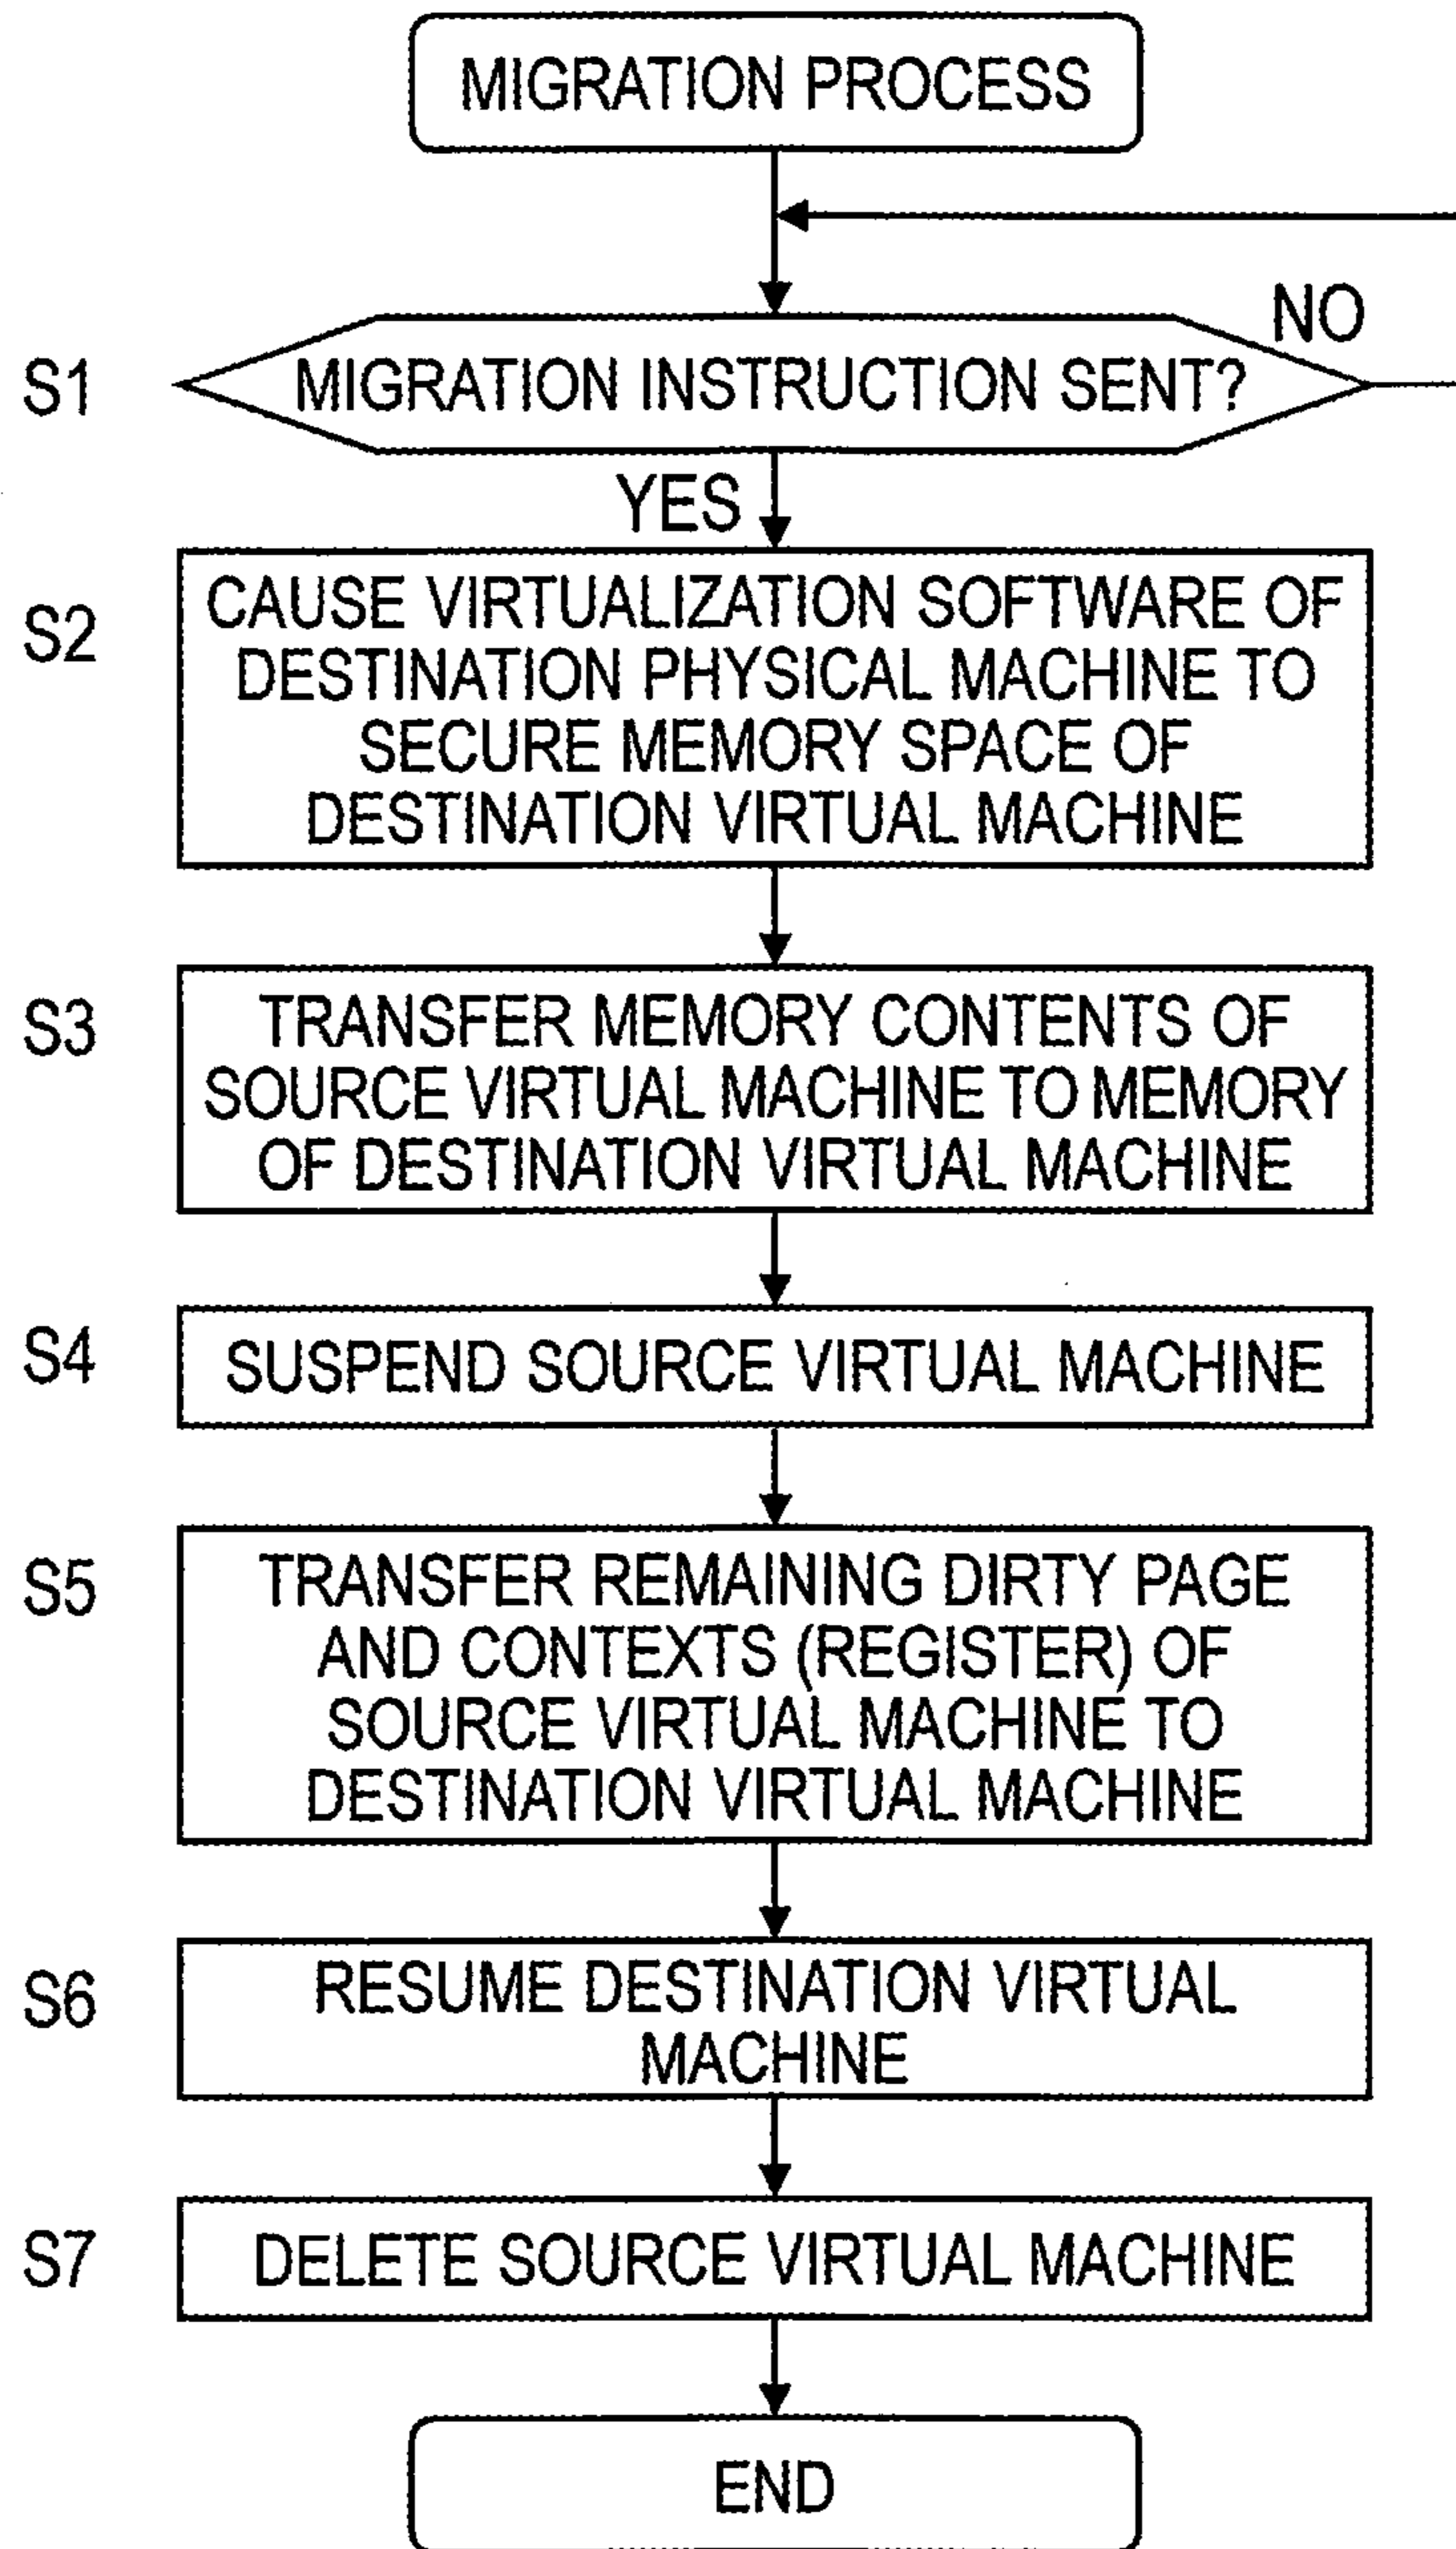 MIGRATION PROCESS
NO
S1
MIGRATION INSTRUCTION SENT?
YES
S2
CAUSE VIRTUALIZATION SOFTWARE OF
DESTINATION PHYSICAL MACHINE TO
SECURE MEMORY SPACE OF
DESTINATION VIRTUAL MACHINE
S3
TRANSFER MEMORY CONTENTS OF
SOURCE VIRTUAL MACHINE TO MEMORY
OF DESTINATION VIRTUAL MACHINE
S4
SUSPEND SOURCE VIRTUAL MACHINE
S5
TRANSFER REMAINING DIRTY PAGE
AND CONTEXTS (REGISTER) OF
SOURCE VIRTUAL MACHINE TO
DESTINATION VIRTUAL MACHINE
S6
RESUME DESTINATION VIRTUAL
MACHINE
S7
DELETE SOURCE VIRTUAL MACHINE
END